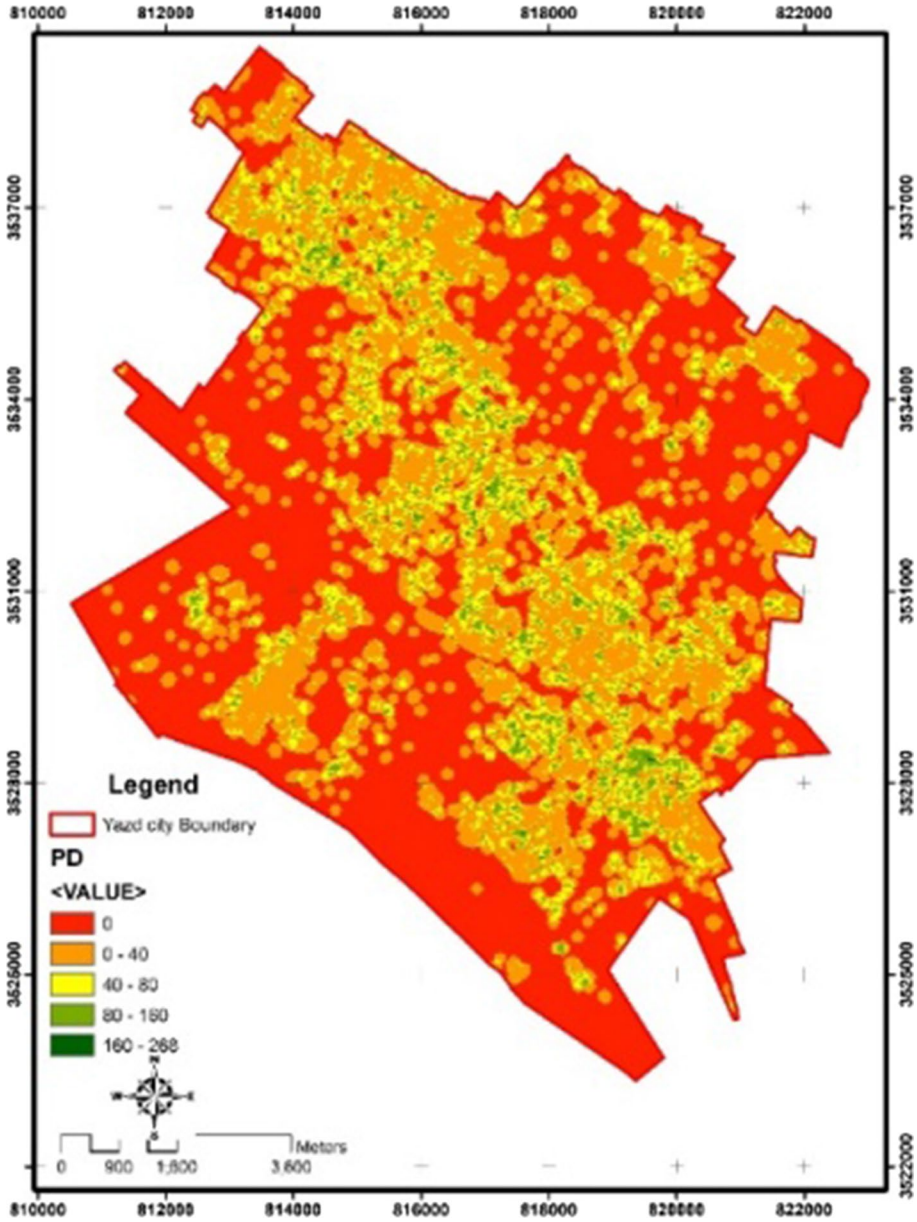 810000 812000 814000 816000 818000 820000 822000
3537000 3537000
3534000 3534000
3531000 3531000
3528000 3528000
3525000 3525000
3522000
Legend
Yazd city Boundary
PD
<VALUE>
0
0 - 40
40 - 80
80 - 160
160 - 268
N
W E
S
Meters
0 900 1,800 3,600
810000 812000 814000 816000 818000 820000 822000